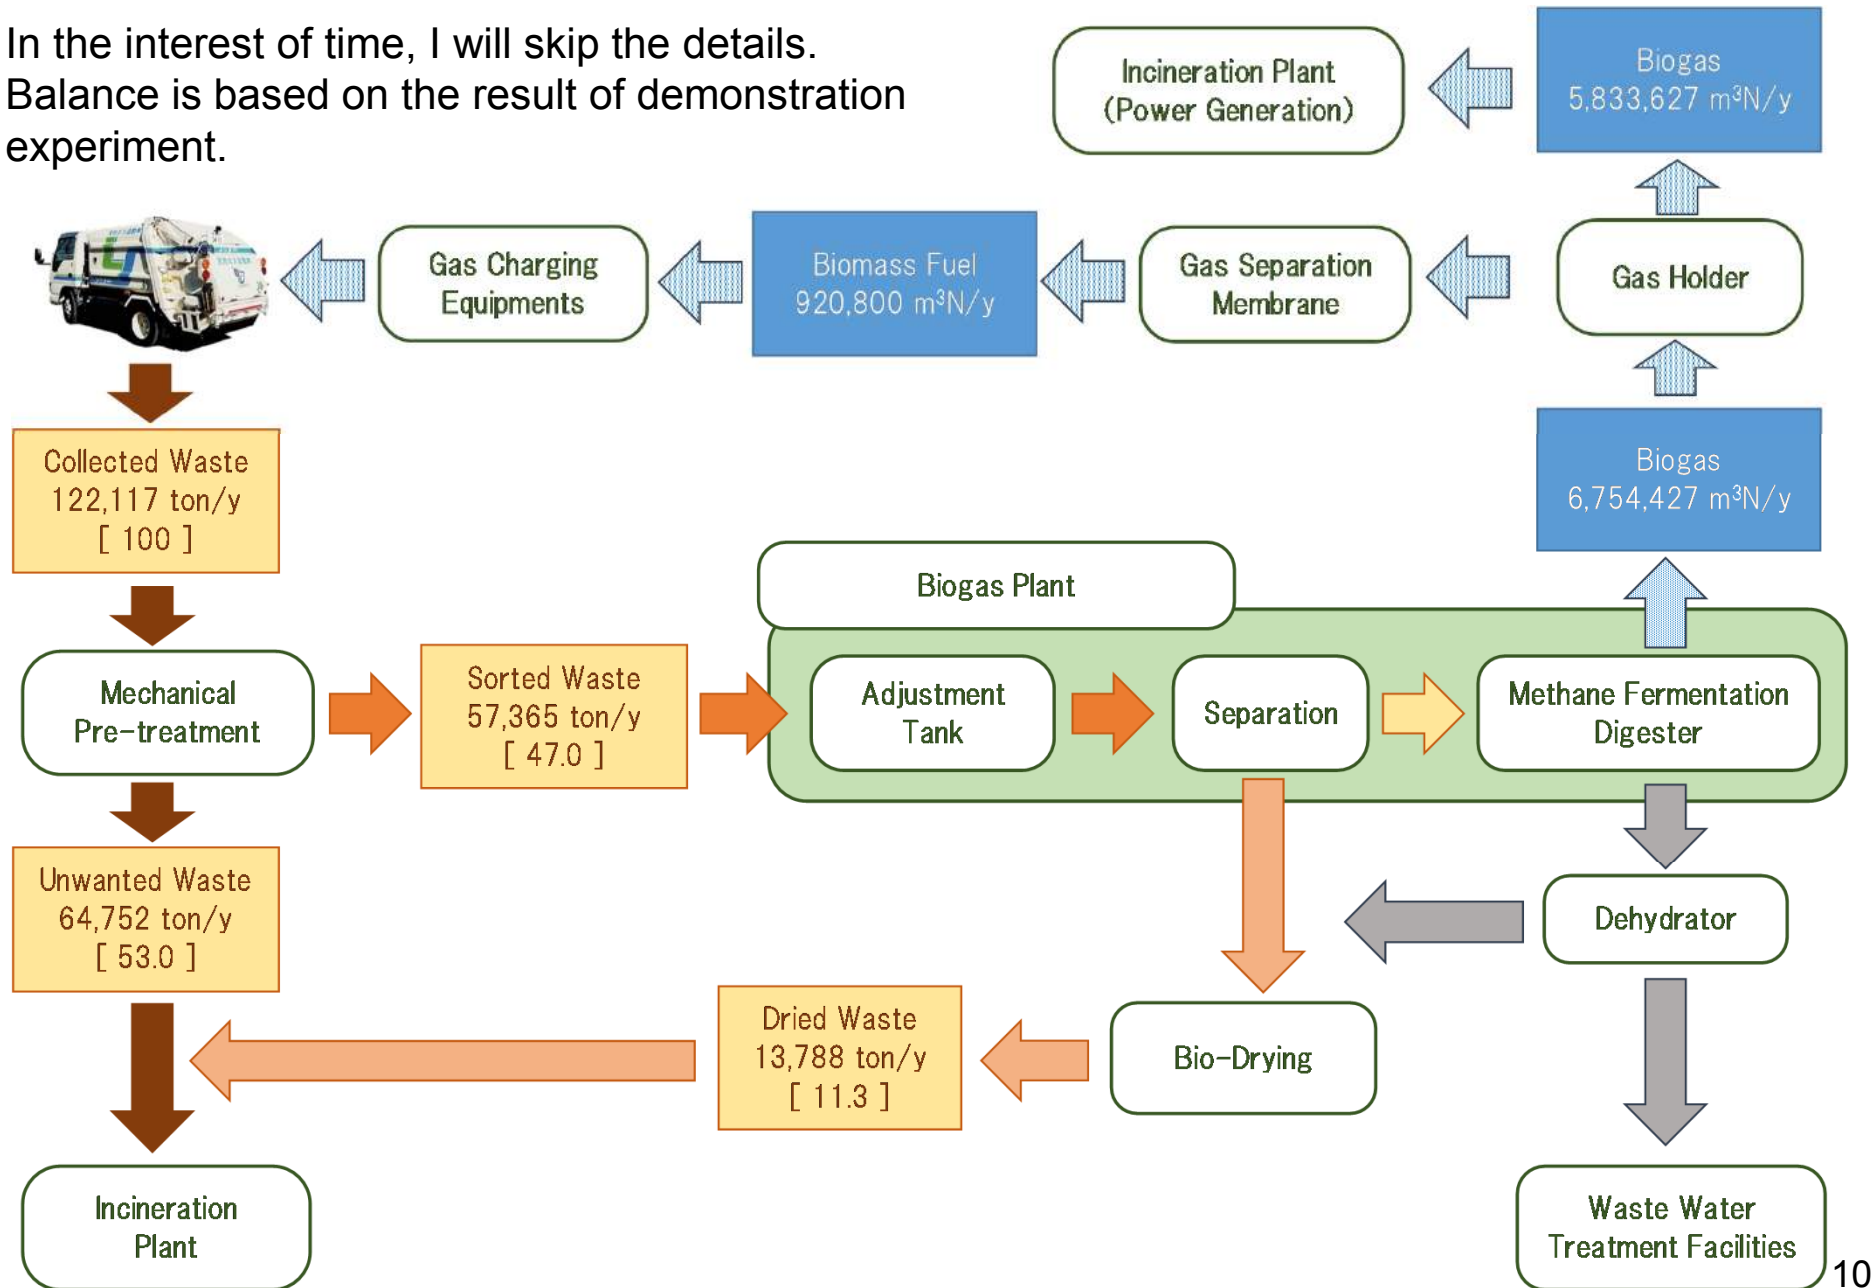 In the interest of time, I will skip the details.
Balance is based on the result of demonstration
experiment.
Incineration Plant
(Power Generation)
Biogas
5,833,627 m³N/y
Gas Charging
Equipments
Biomass Fuel
920,800 m³N/y
Gas Separation
Membrane
Gas Holder
Collected Waste
122,117 ton/y
[ 100 ]
Biogas
6,754,427 m³N/y
Biogas Plant
Mechanical
Pre-treatment
Sorted Waste
57,365 ton/y
[ 47.0 ]
Adjustment
Tank
Separation
Methane Fermentation
Digester
Unwanted Waste
64,752 ton/y
[ 53.0 ]
Dehydrator
Dried Waste
13,788 ton/y
[ 11.3 ]
Bio-Drying
Incineration
Plant
Waste Water
Treatment Facilities
10